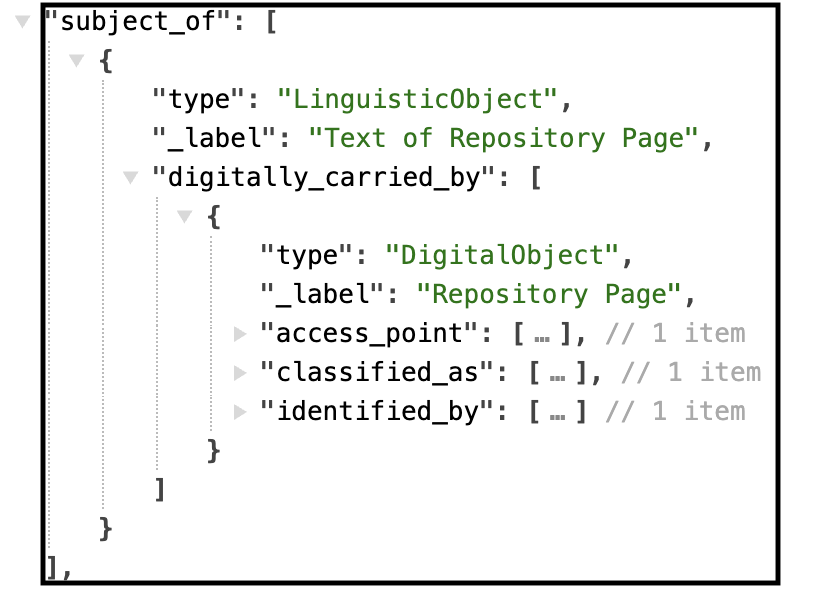 "subject_of": [
{
"type": "LinguisticObject",
"_label": "Text of Repository Page",
"digitally_carried_by": [
{
"type": "DigitalObject",
"_label": "Repository Page",
"access_point": [ … ], // 1 item
"classified_as": [ … ], // 1 item
"identified_by": [ … ] // 1 item
}
]
}
],